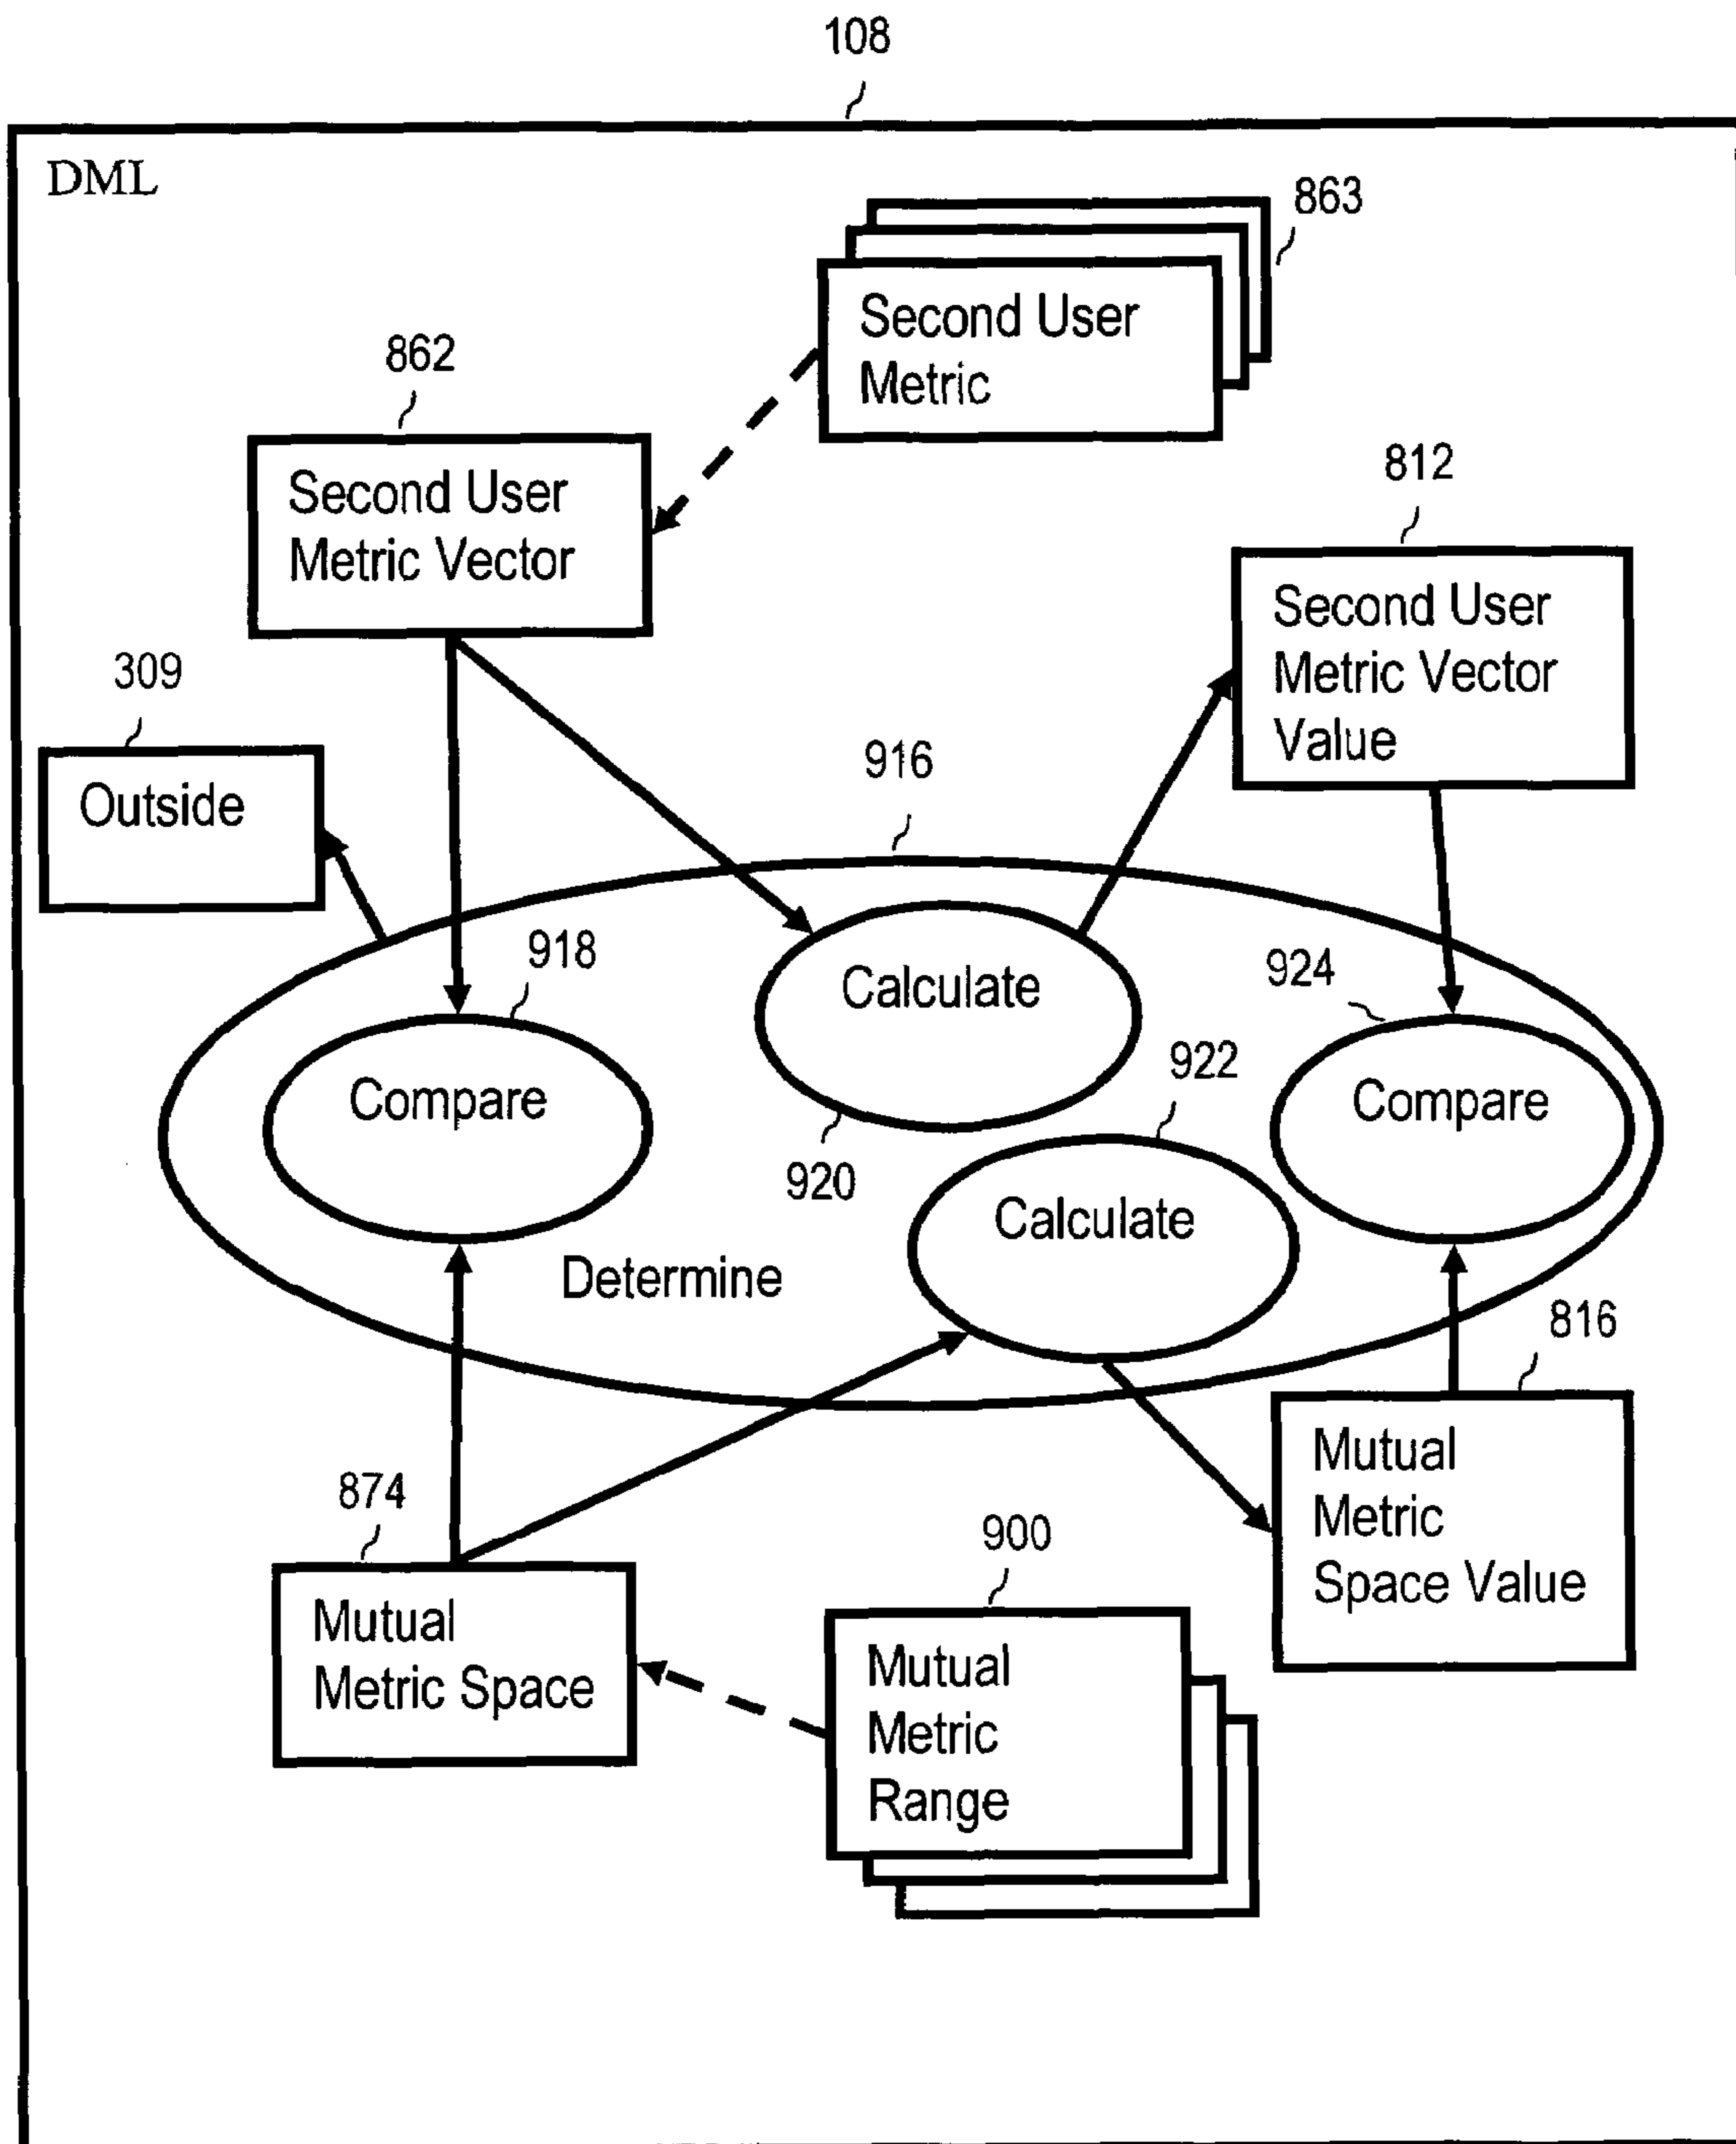 108
DML
863
Second User
Metric
862
Second User
Metric Vector
812
Second User
Metric Vector
Value
309
Outside
916
918
Compare
Calculate
920
924
Compare
922
Calculate
Determine
816
Mutual
Metric
Space Value
874
Mutual
Metric Space
900
Mutual
Metric
Range